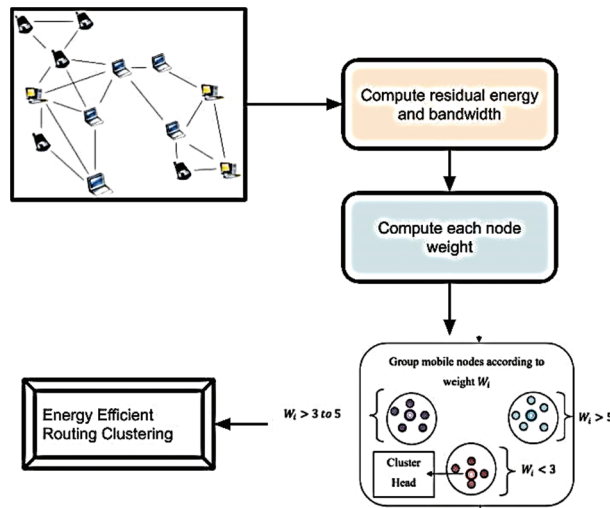 Compute residual energy
and bandwidth
Compute each node
weight
Group mobile nodes according to
weight Wᵢ
Wᵢ > 3 to 5
Wᵢ > 5
Energy Efficient
Routing Clustering
Cluster
Head
Wᵢ < 3